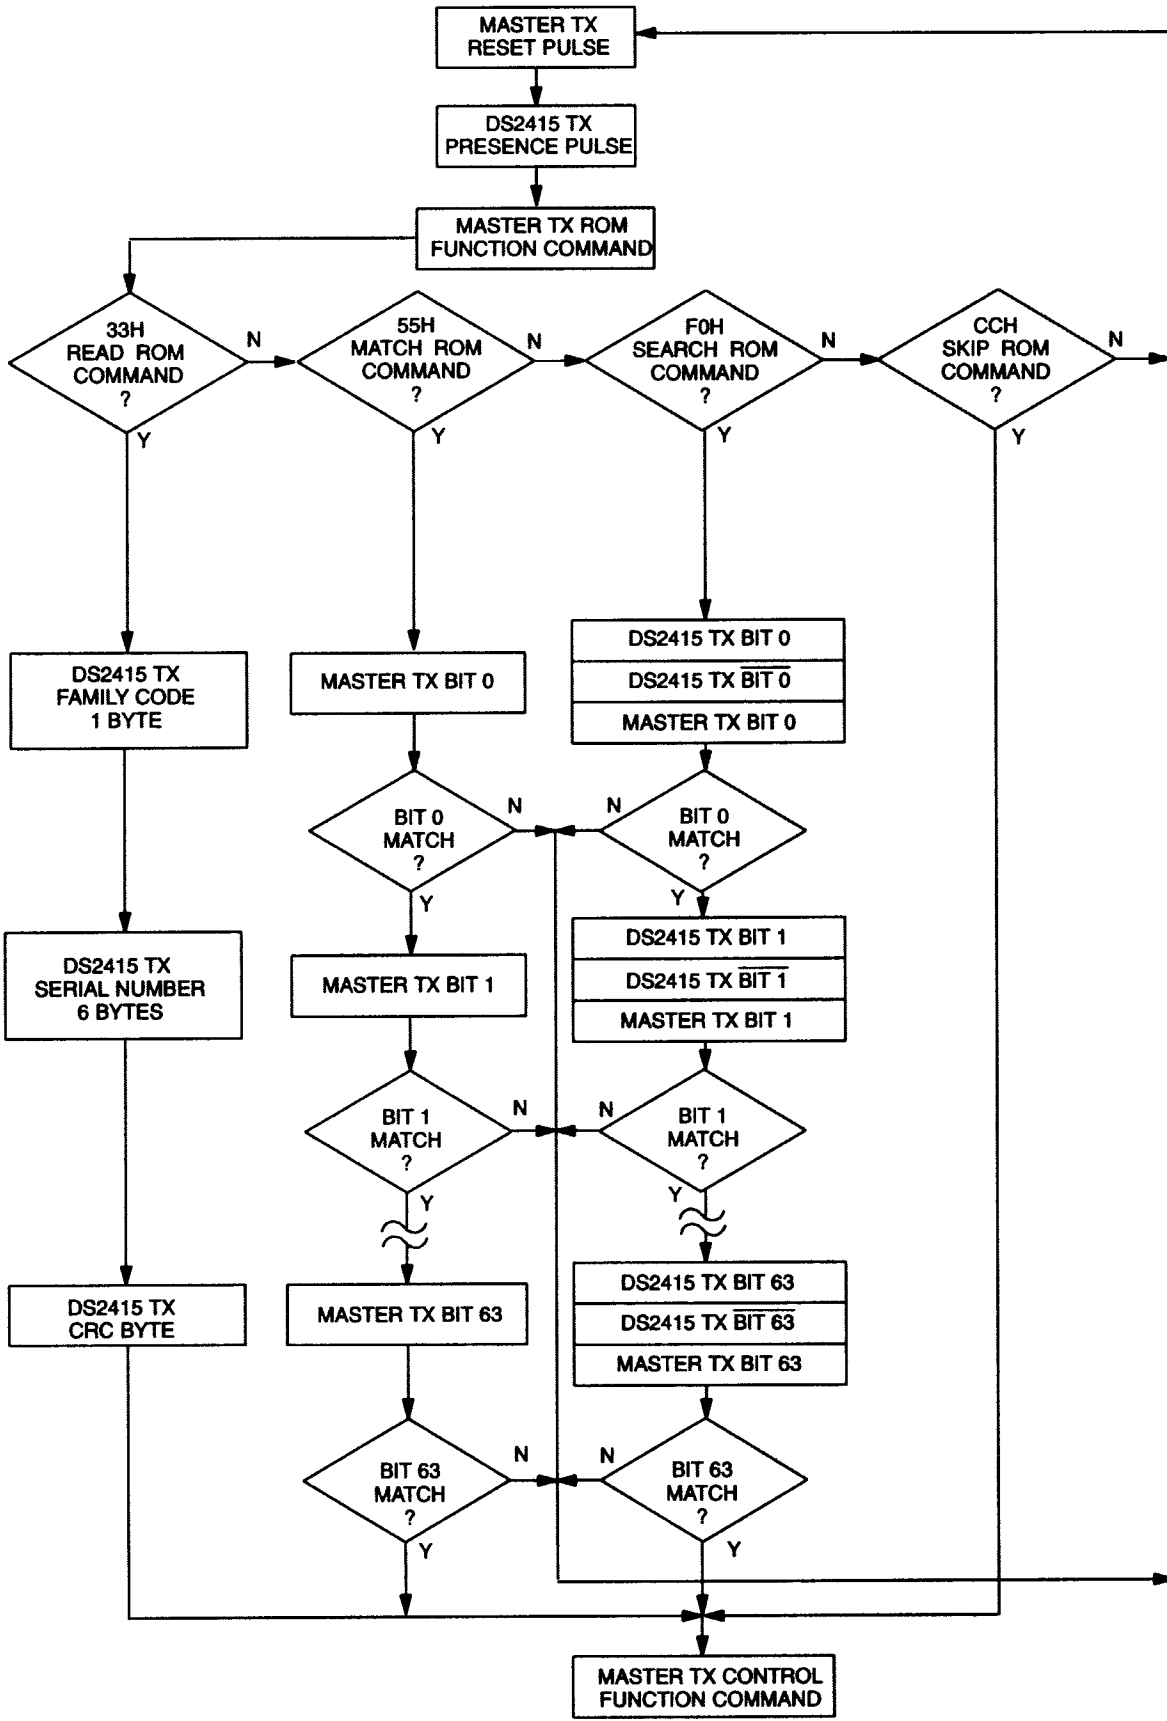 MASTER TX
RESET PULSE
DS2415 TX
PRESENCE PULSE
MASTER TX ROM
FUNCTION COMMAND
33H
READ ROM
COMMAND
?
N
Y
55H
MATCH ROM
COMMAND
?
N
Y
F0H
SEARCH ROM
COMMAND
?
N
Y
CCH
SKIP ROM
COMMAND
?
N
Y
DS2415 TX
FAMILY CODE
1 BYTE
DS2415 TX
SERIAL NUMBER
6 BYTES
DS2415 TX
CRC BYTE
MASTER TX BIT 0
BIT 0
MATCH
?
N
Y
MASTER TX BIT 1
BIT 1
MATCH
?
N
Y
MASTER TX BIT 63
BIT 63
MATCH
?
N
Y
DS2415 TX BIT 0
DS2415 TX B̅I̅T̅ ̅0̅
MASTER TX BIT 0
N
BIT 0
MATCH
?
Y
DS2415 TX BIT 1
DS2415 TX B̅I̅T̅ ̅1̅
MASTER TX BIT 1
N
BIT 1
MATCH
?
Y
DS2415 TX BIT 63
DS2415 TX B̅I̅T̅ ̅6̅3̅
MASTER TX BIT 63
N
BIT 63
MATCH
?
Y
MASTER TX CONTROL
FUNCTION COMMAND